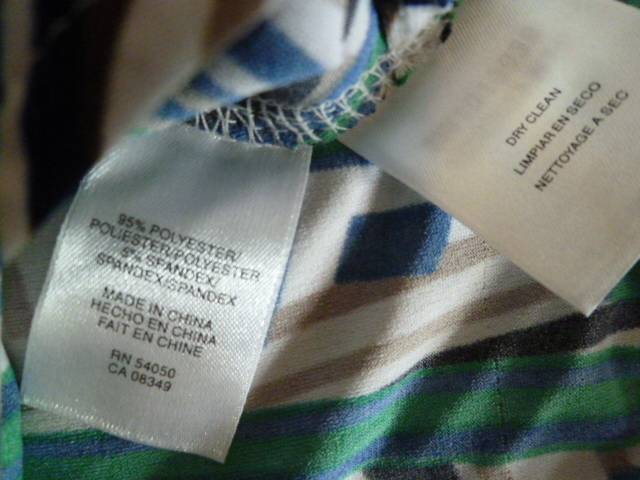 95% POLYESTER/
POLIESTER/POLYESTER
5% SPANDEX/
SPANDEX/SPANDEX
MADE IN CHINA
HECHO EN CHINA
FAIT EN CHINE
RN 54050
CA 08349
DRY CLEAN
LIMPIAR EN SECO
NETTOYAGE A SEC